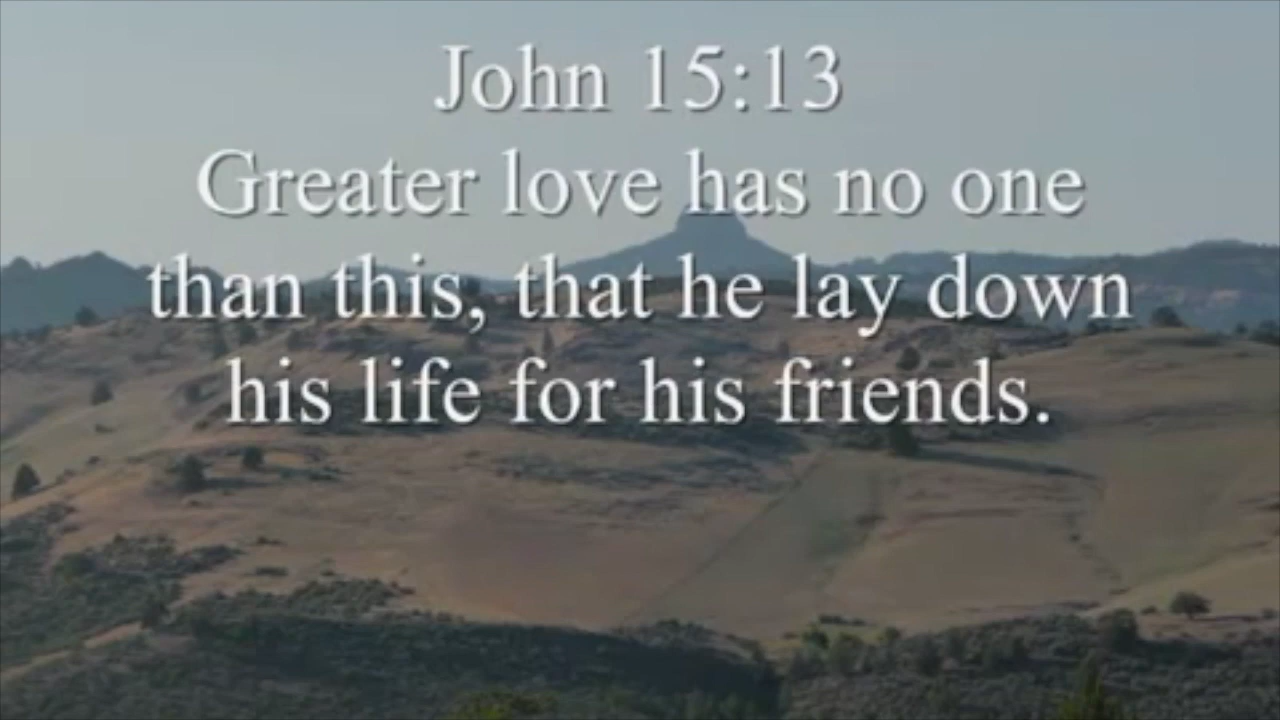 John 15:13
Greater love has no one
than this, that he lay down
his life for his friends.